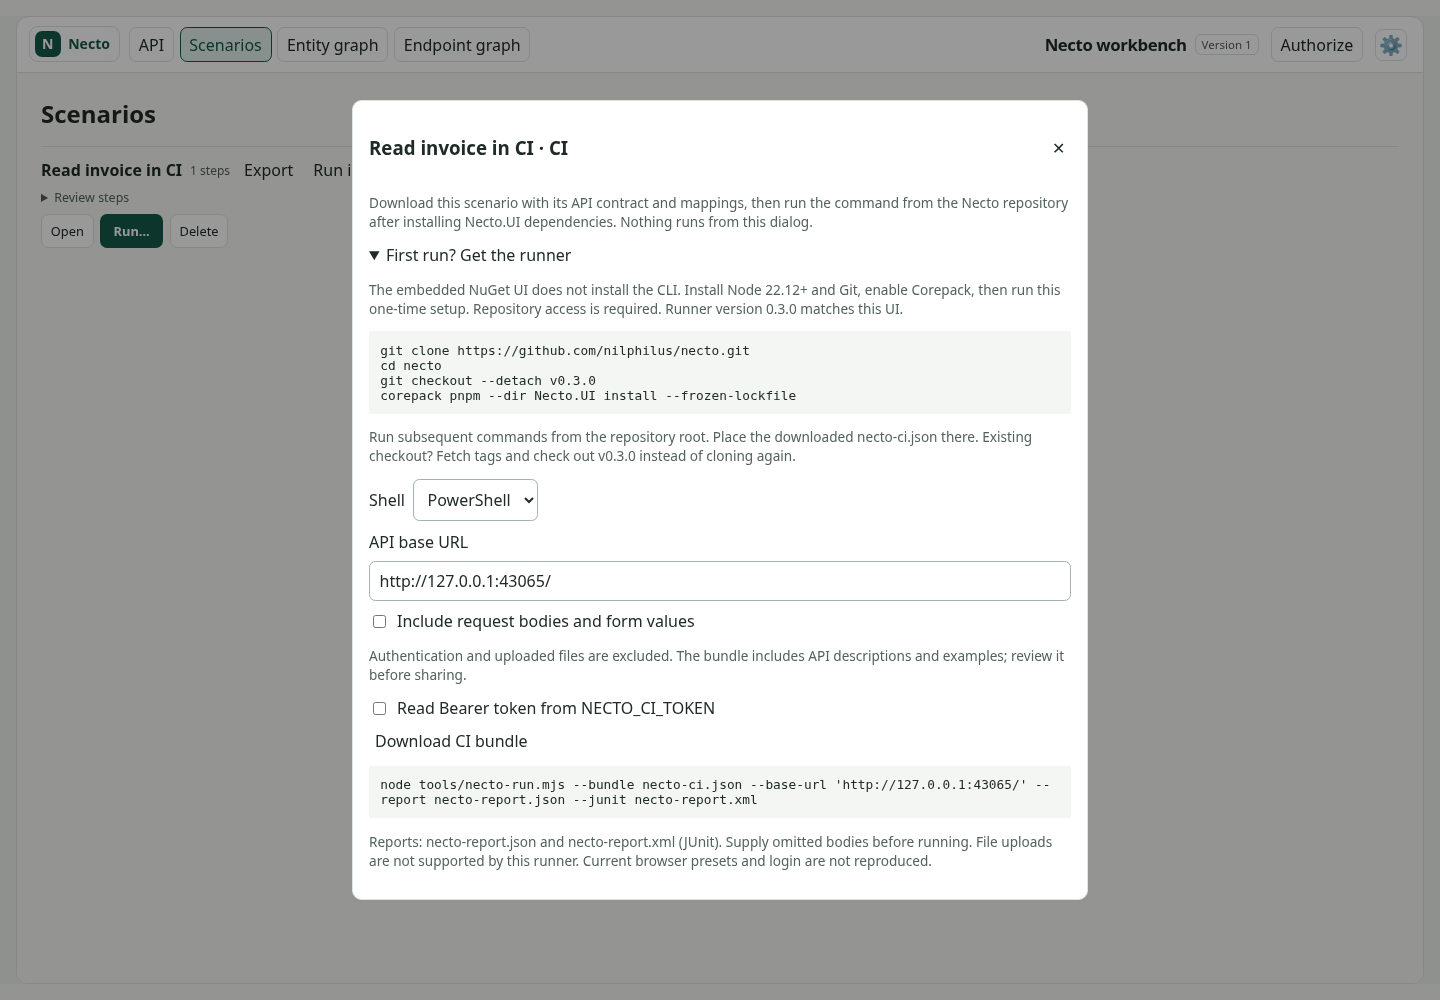 N Necto API Scenarios Entity graph Endpoint graph Necto workbench Version 1 Authorize
Scenarios
Read invoice in CI 1 steps Export Run i
Review steps
Open Run... Delete
Read invoice in CI · CI ×
Download this scenario with its API contract and mappings, then run the command from the Necto repository
after installing Necto.UI dependencies. Nothing runs from this dialog.
First run? Get the runner
The embedded NuGet UI does not install the CLI. Install Node 22.12+ and Git, enable Corepack, then run this
one-time setup. Repository access is required. Runner version 0.3.0 matches this UI.
git clone https://github.com/nilphilus/necto.git
cd necto
git checkout --detach v0.3.0
corepack pnpm --dir Necto.UI install --frozen-lockfile
Run subsequent commands from the repository root. Place the downloaded necto-ci.json there. Existing
checkout? Fetch tags and check out v0.3.0 instead of cloning again.
Shell PowerShell
API base URL
http://127.0.0.1:43065/
Include request bodies and form values
Authentication and uploaded files are excluded. The bundle includes API descriptions and examples; review it
before sharing.
Read Bearer token from NECTO_CI_TOKEN
Download CI bundle
node tools/necto-run.mjs --bundle necto-ci.json --base-url 'http://127.0.0.1:43065/' --
report necto-report.json --junit necto-report.xml
Reports: necto-report.json and necto-report.xml (JUnit). Supply omitted bodies before running. File uploads
are not supported by this runner. Current browser presets and login are not reproduced.